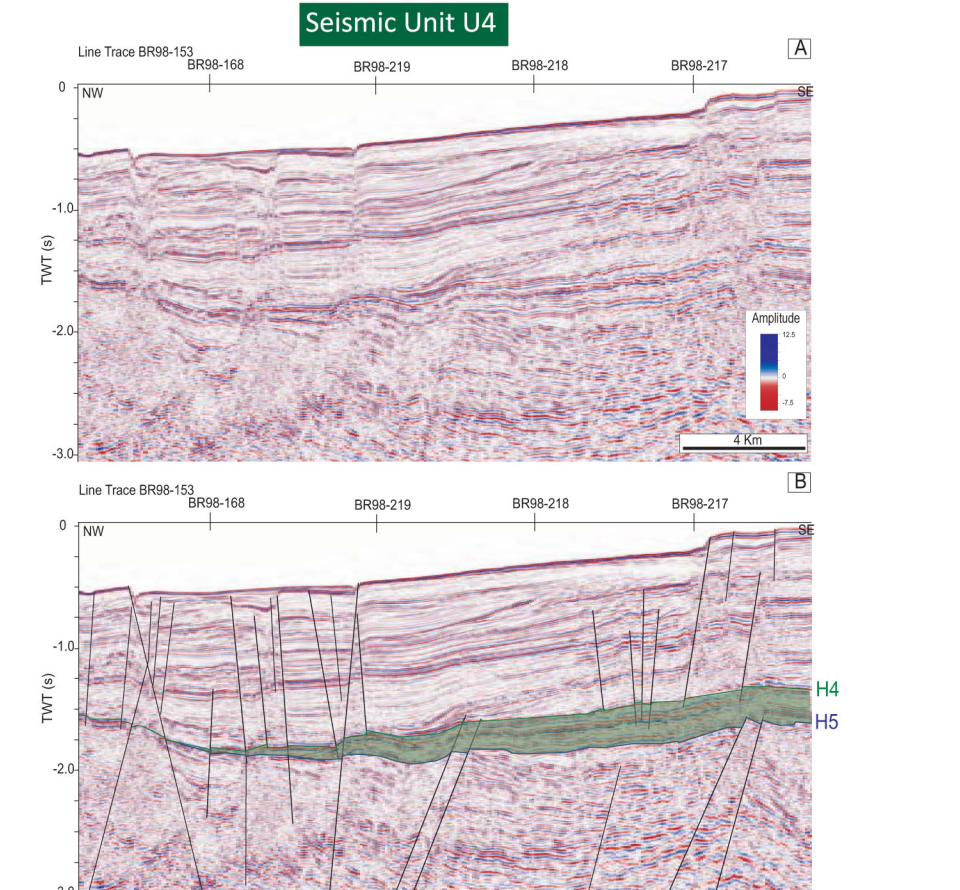 Seismic Unit U4
A
Line Trace BR98-153
BR98-168 BR98-219 BR98-218 BR98-217
0
NW
SE
-1.0
TWT (s)
-2.0
-3.0
Amplitude
12.5
0
-7.5
4 Km
B
Line Trace BR98-153
BR98-168 BR98-219 BR98-218 BR98-217
0
NW
SE
-1.0
TWT (s)
H4
H5
-2.0